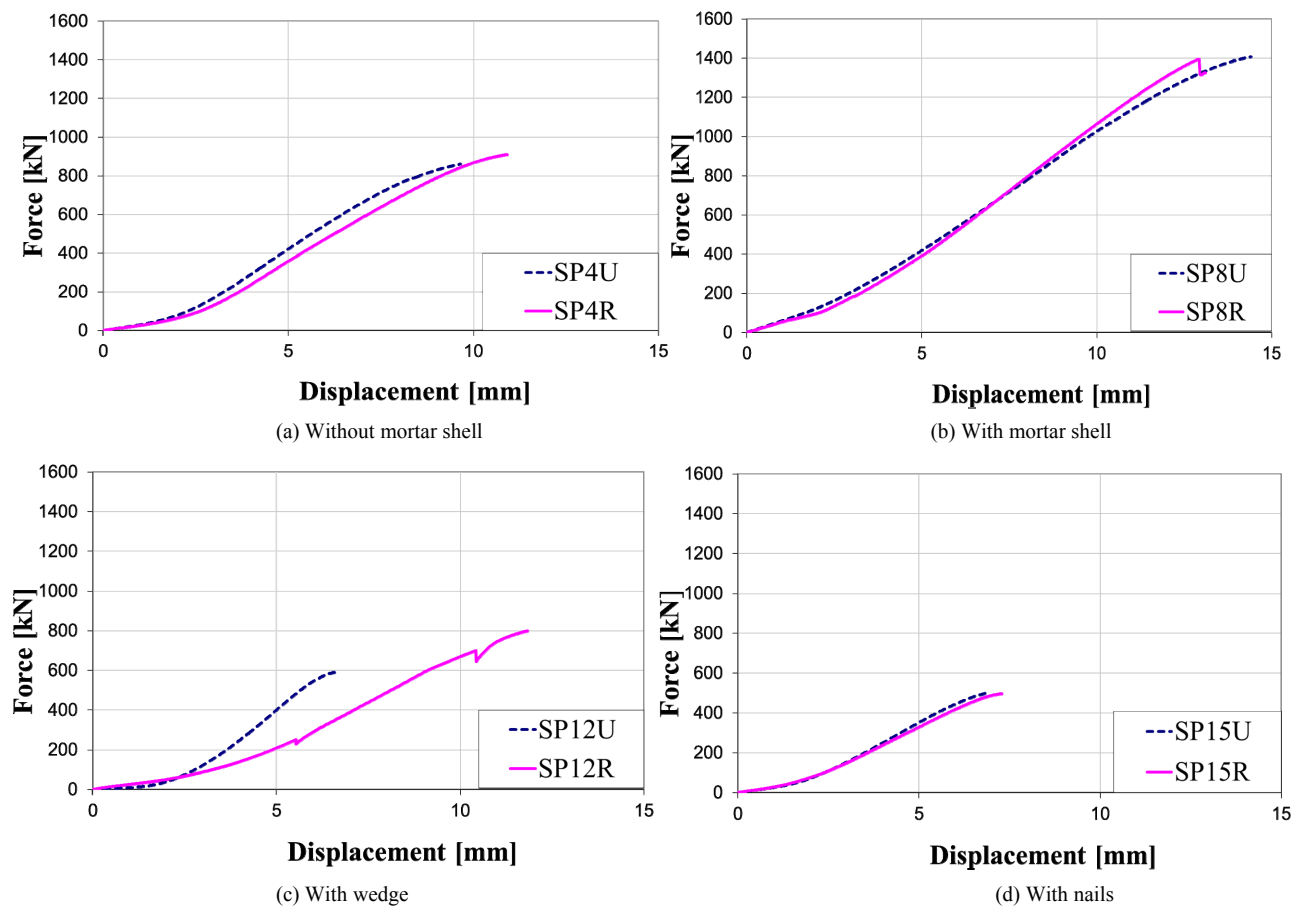 1600
1400
1200
1000
800
600
400
200
0
Force [kN]
SP4U
SP4R
0 5 10 15
Displacement [mm]
(a) Without mortar shell
1600
1400
1200
1000
800
600
400
200
0
Force [kN]
SP8U
SP8R
0 5 10 15
Displacement [mm]
(b) With mortar shell
1600
1400
1200
1000
800
600
400
200
0
Force [kN]
SP12U
SP12R
0 5 10 15
Displacement [mm]
(c) With wedge
1600
1400
1200
1000
800
600
400
200
0
Force [kN]
SP15U
SP15R
0 5 10 15
Displacement [mm]
(d) With nails